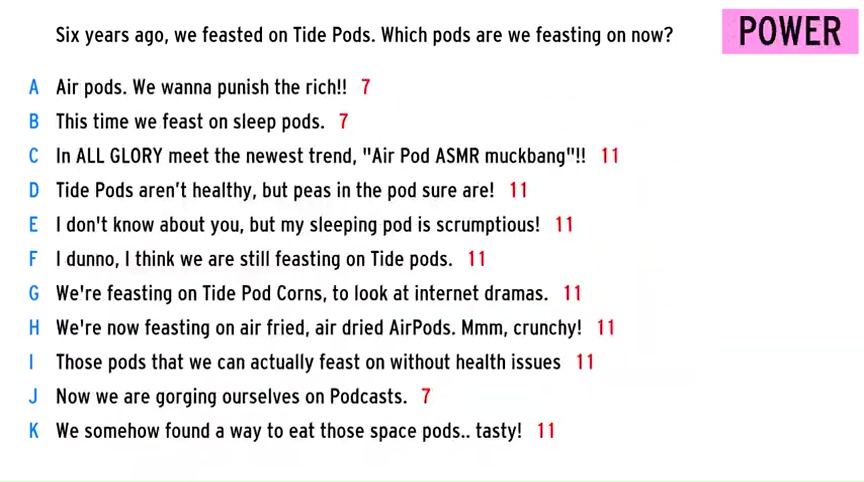 Six years ago, we feasted on Tide Pods. Which pods are we feasting on now?
POWER
A Air pods. We wanna punish the rich!! 7
B This time we feast on sleep pods. 7
C In ALL GLORY meet the newest trend, "Air Pod ASMR muckbang"!! 11
D Tide Pods aren't healthy, but peas in the pod sure are! 11
E I don't know about you, but my sleeping pod is scrumptious! 11
F I dunno, I think we are still feasting on Tide pods. 11
G We're feasting on Tide Pod Corns, to look at internet dramas. 11
H We're now feasting on air fried, air dried AirPods. Mmm, crunchy! 11
I Those pods that we can actually feast on without health issues 11
J Now we are gorging ourselves on Podcasts. 7
K We somehow found a way to eat those space pods.. tasty! 11